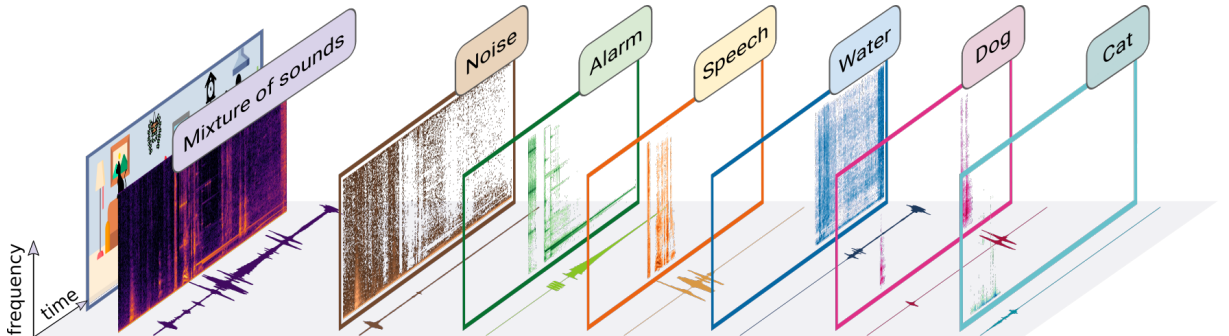 Mixture of sounds
Noise
Alarm
Speech
Water
Dog
Cat
frequency
time